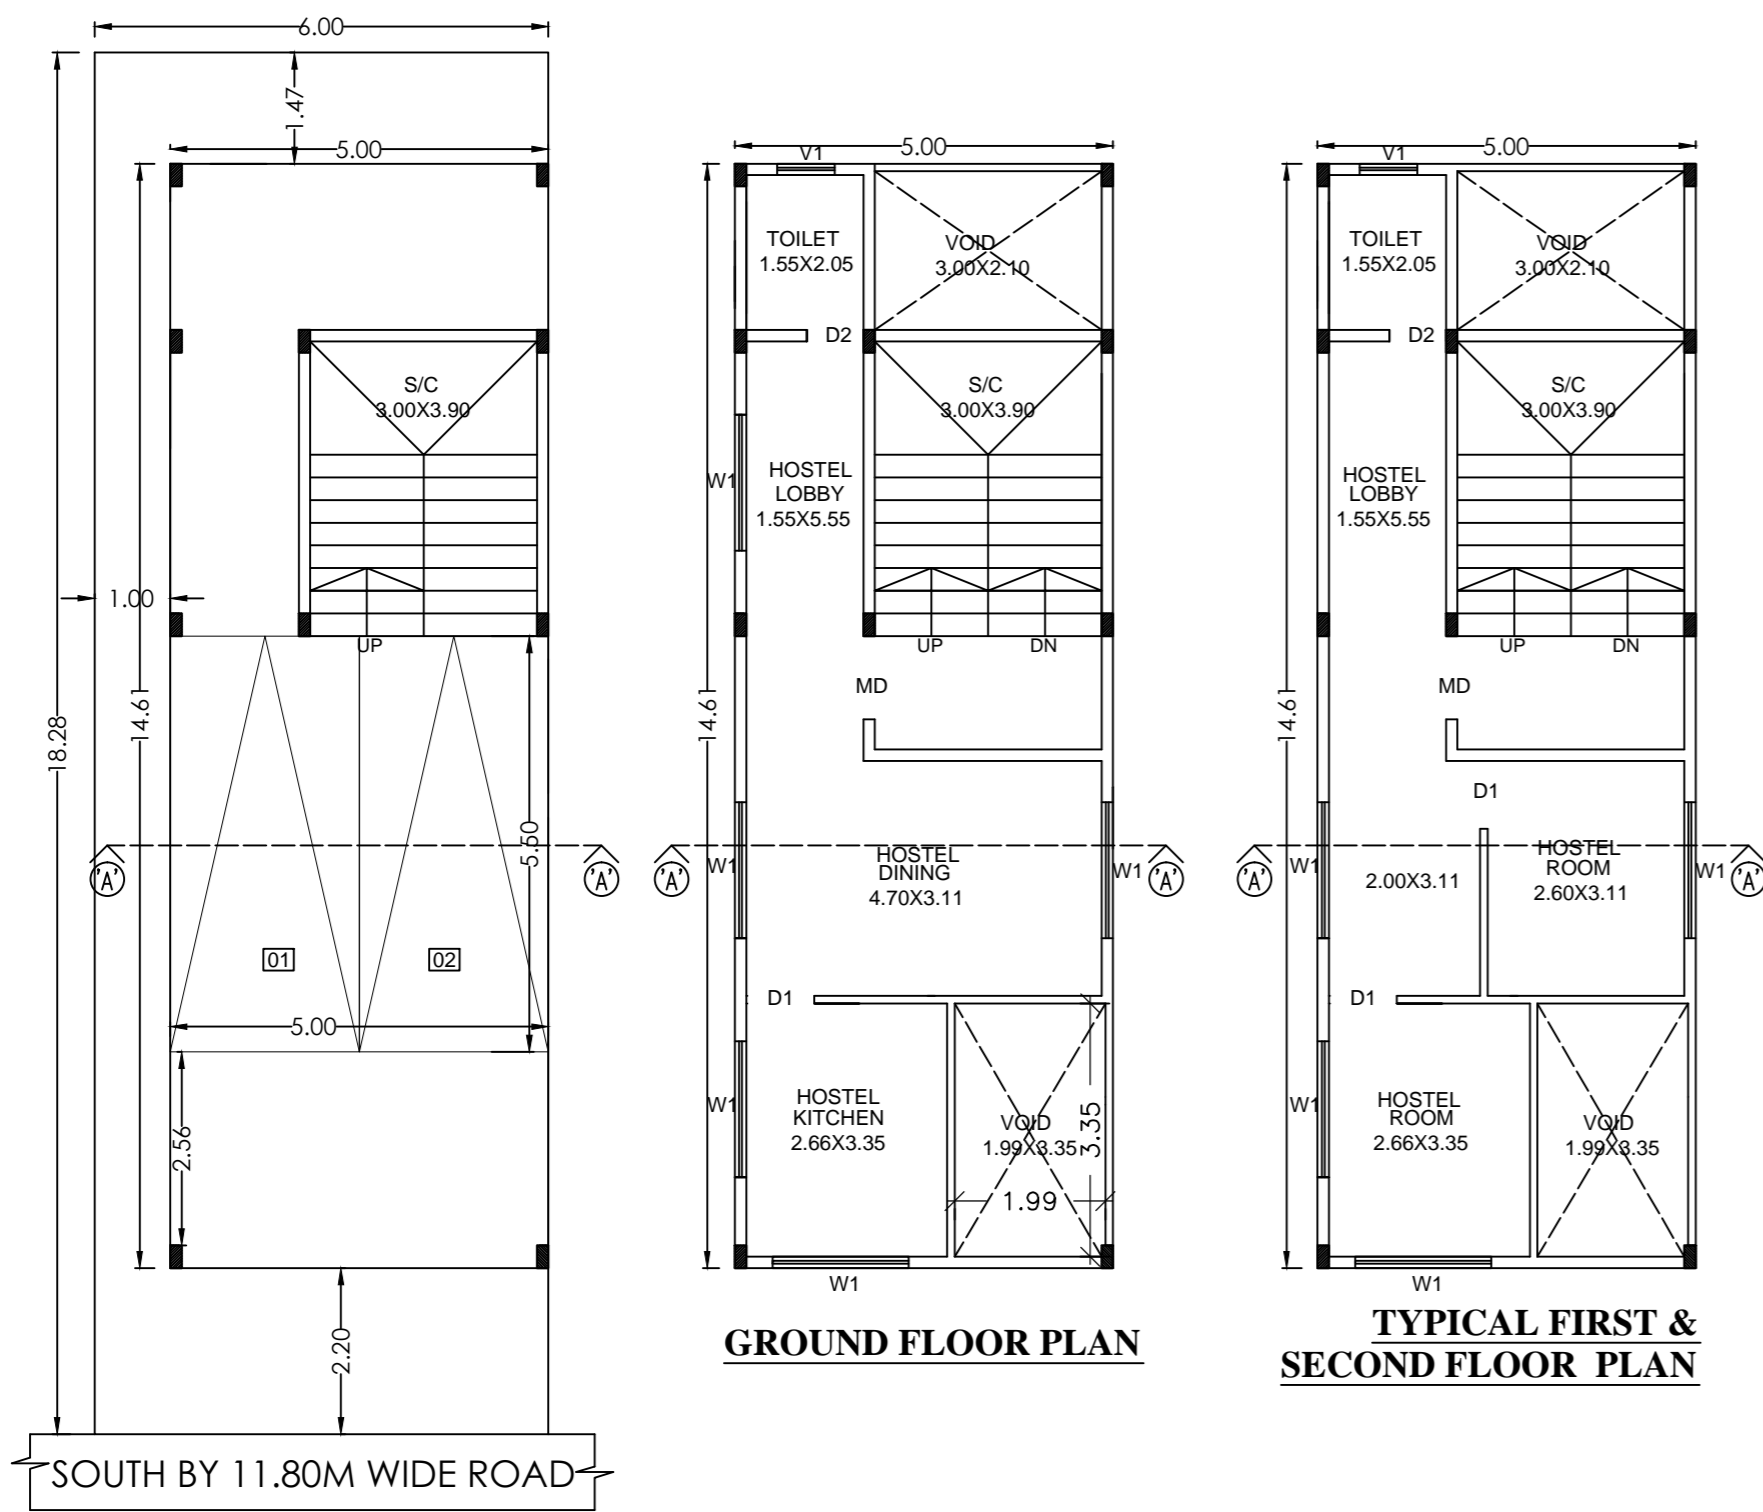 6.00
1.47
5.00
S/C
3.00X3.90
1.00
UP
14.61
18.28
5.50
'A'
'A'
01
02
5.00
2.56
2.20
SOUTH BY 11.80M WIDE ROAD
5.00
V1
TOILET
1.55X2.05
VOID
3.00X2.10
D2
S/C
3.00X3.90
W1
HOSTEL
LOBBY
1.55X5.55
UP
DN
MD
14.61
'A'
W1
HOSTEL
DINING
4.70X3.11
W1
'A'
D1
W1
HOSTEL
KITCHEN
2.66X3.35
VOID
1.99X3.35
3.35
1.99
W1
GROUND FLOOR PLAN
5.00
V1
TOILET
1.55X2.05
VOID
3.00X2.10
D2
S/C
3.00X3.90
HOSTEL
LOBBY
1.55X5.55
UP
DN
MD
14.61
D1
'A'
W1
2.00X3.11
HOSTEL
ROOM
2.60X3.11
W1
'A'
D1
W1
HOSTEL
ROOM
2.66X3.35
VOID
1.99X3.35
W1
TYPICAL FIRST &
SECOND FLOOR PLAN